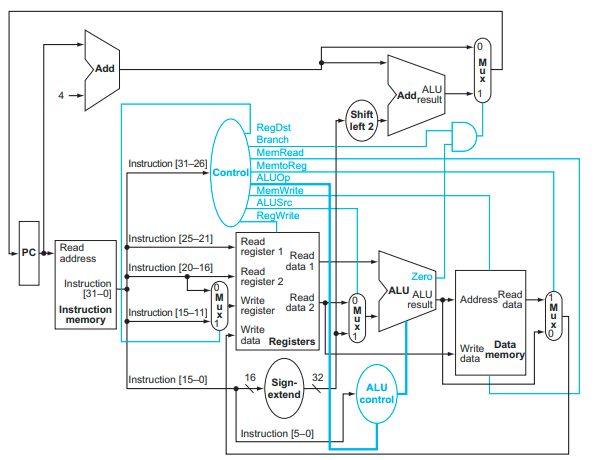 0
M
u
x
1
Add
4
Add
ALU
result
Shift
left 2
RegDst
Branch
MemRead
MemtoReg
ALUOp
MemWrite
ALUSrc
RegWrite
Control
Instruction [31–26]
Instruction [25–21]
Instruction [20–16]
Instruction [15–11]
Instruction [15–0]
Instruction [5–0]
PC
Read
address
Instruction
[31–0]
Instruction
memory
0
M
u
x
1
Read
register 1
Read
data 1
Read
register 2
Write
register
Read
data 2
Write
data
Registers
0
M
u
x
1
Zero
ALU
ALU
result
Address
Read
data
Write
data
Data
memory
1
M
u
x
0
16
Sign-
extend
32
ALU
control